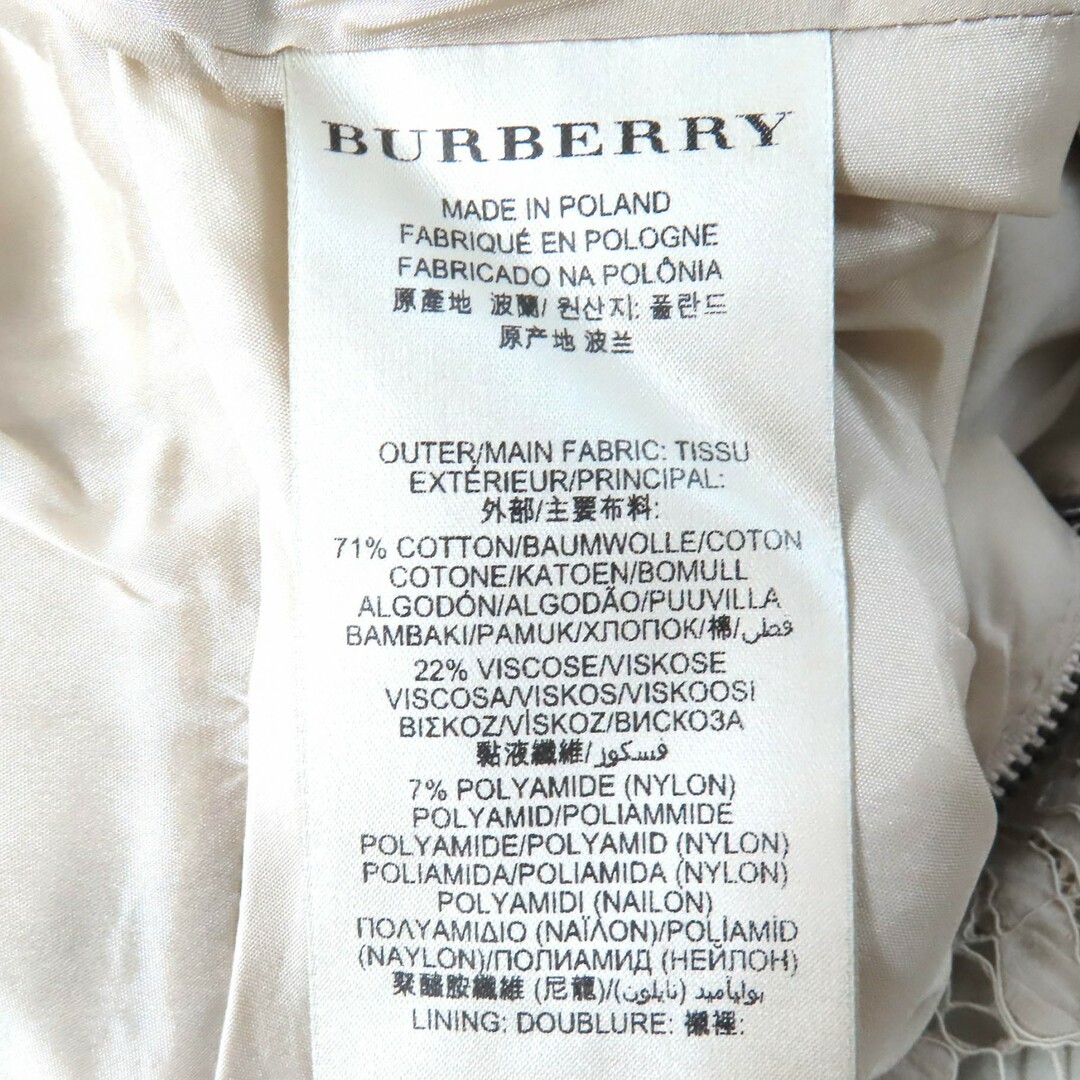 BURBERRY
MADE IN POLAND
FABRIQUÉ EN POLOGNE
FABRICADO NA POLÔNIA
原產地 波蘭/ 원산지: 폴란드
原产地 波兰
OUTER/MAIN FABRIC: TISSU
EXTÉRIEUR/PRINCIPAL:
外部/主要布料:
71% COTTON/BAUMWOLLE/COTON
COTONE/KATOEN/BOMULL
ALGODÓN/ALGODÃO/PUUVILLA
BAMBAKI/PAMUK/ХЛОПОК/棉/قطن
22% VISCOSE/VISKOSE
VISCOSA/VISKOS/VISKOOSI
ΒΙΣΚΟΖ/VİSKOZ/ВИСКОЗА
黏液纖維/فسكوز
7% POLYAMIDE (NYLON)
POLYAMID/POLIAMMIDE
POLYAMIDE/POLYAMID (NYLON)
POLIAMIDA/POLIAMIDA (NYLON)
POLYAMIDI (NAILON)
ΠΟΛΥΑΜΙΔΙΟ (ΝΑΪΛΟΝ)/POLİAMİD
(NAYLON)/ПОЛИАМИД (НЕЙЛОН)
聚醯胺纖維 (尼龍)/(نايلون) بولياميد
LINING: DOUBLURE: 襯裡: